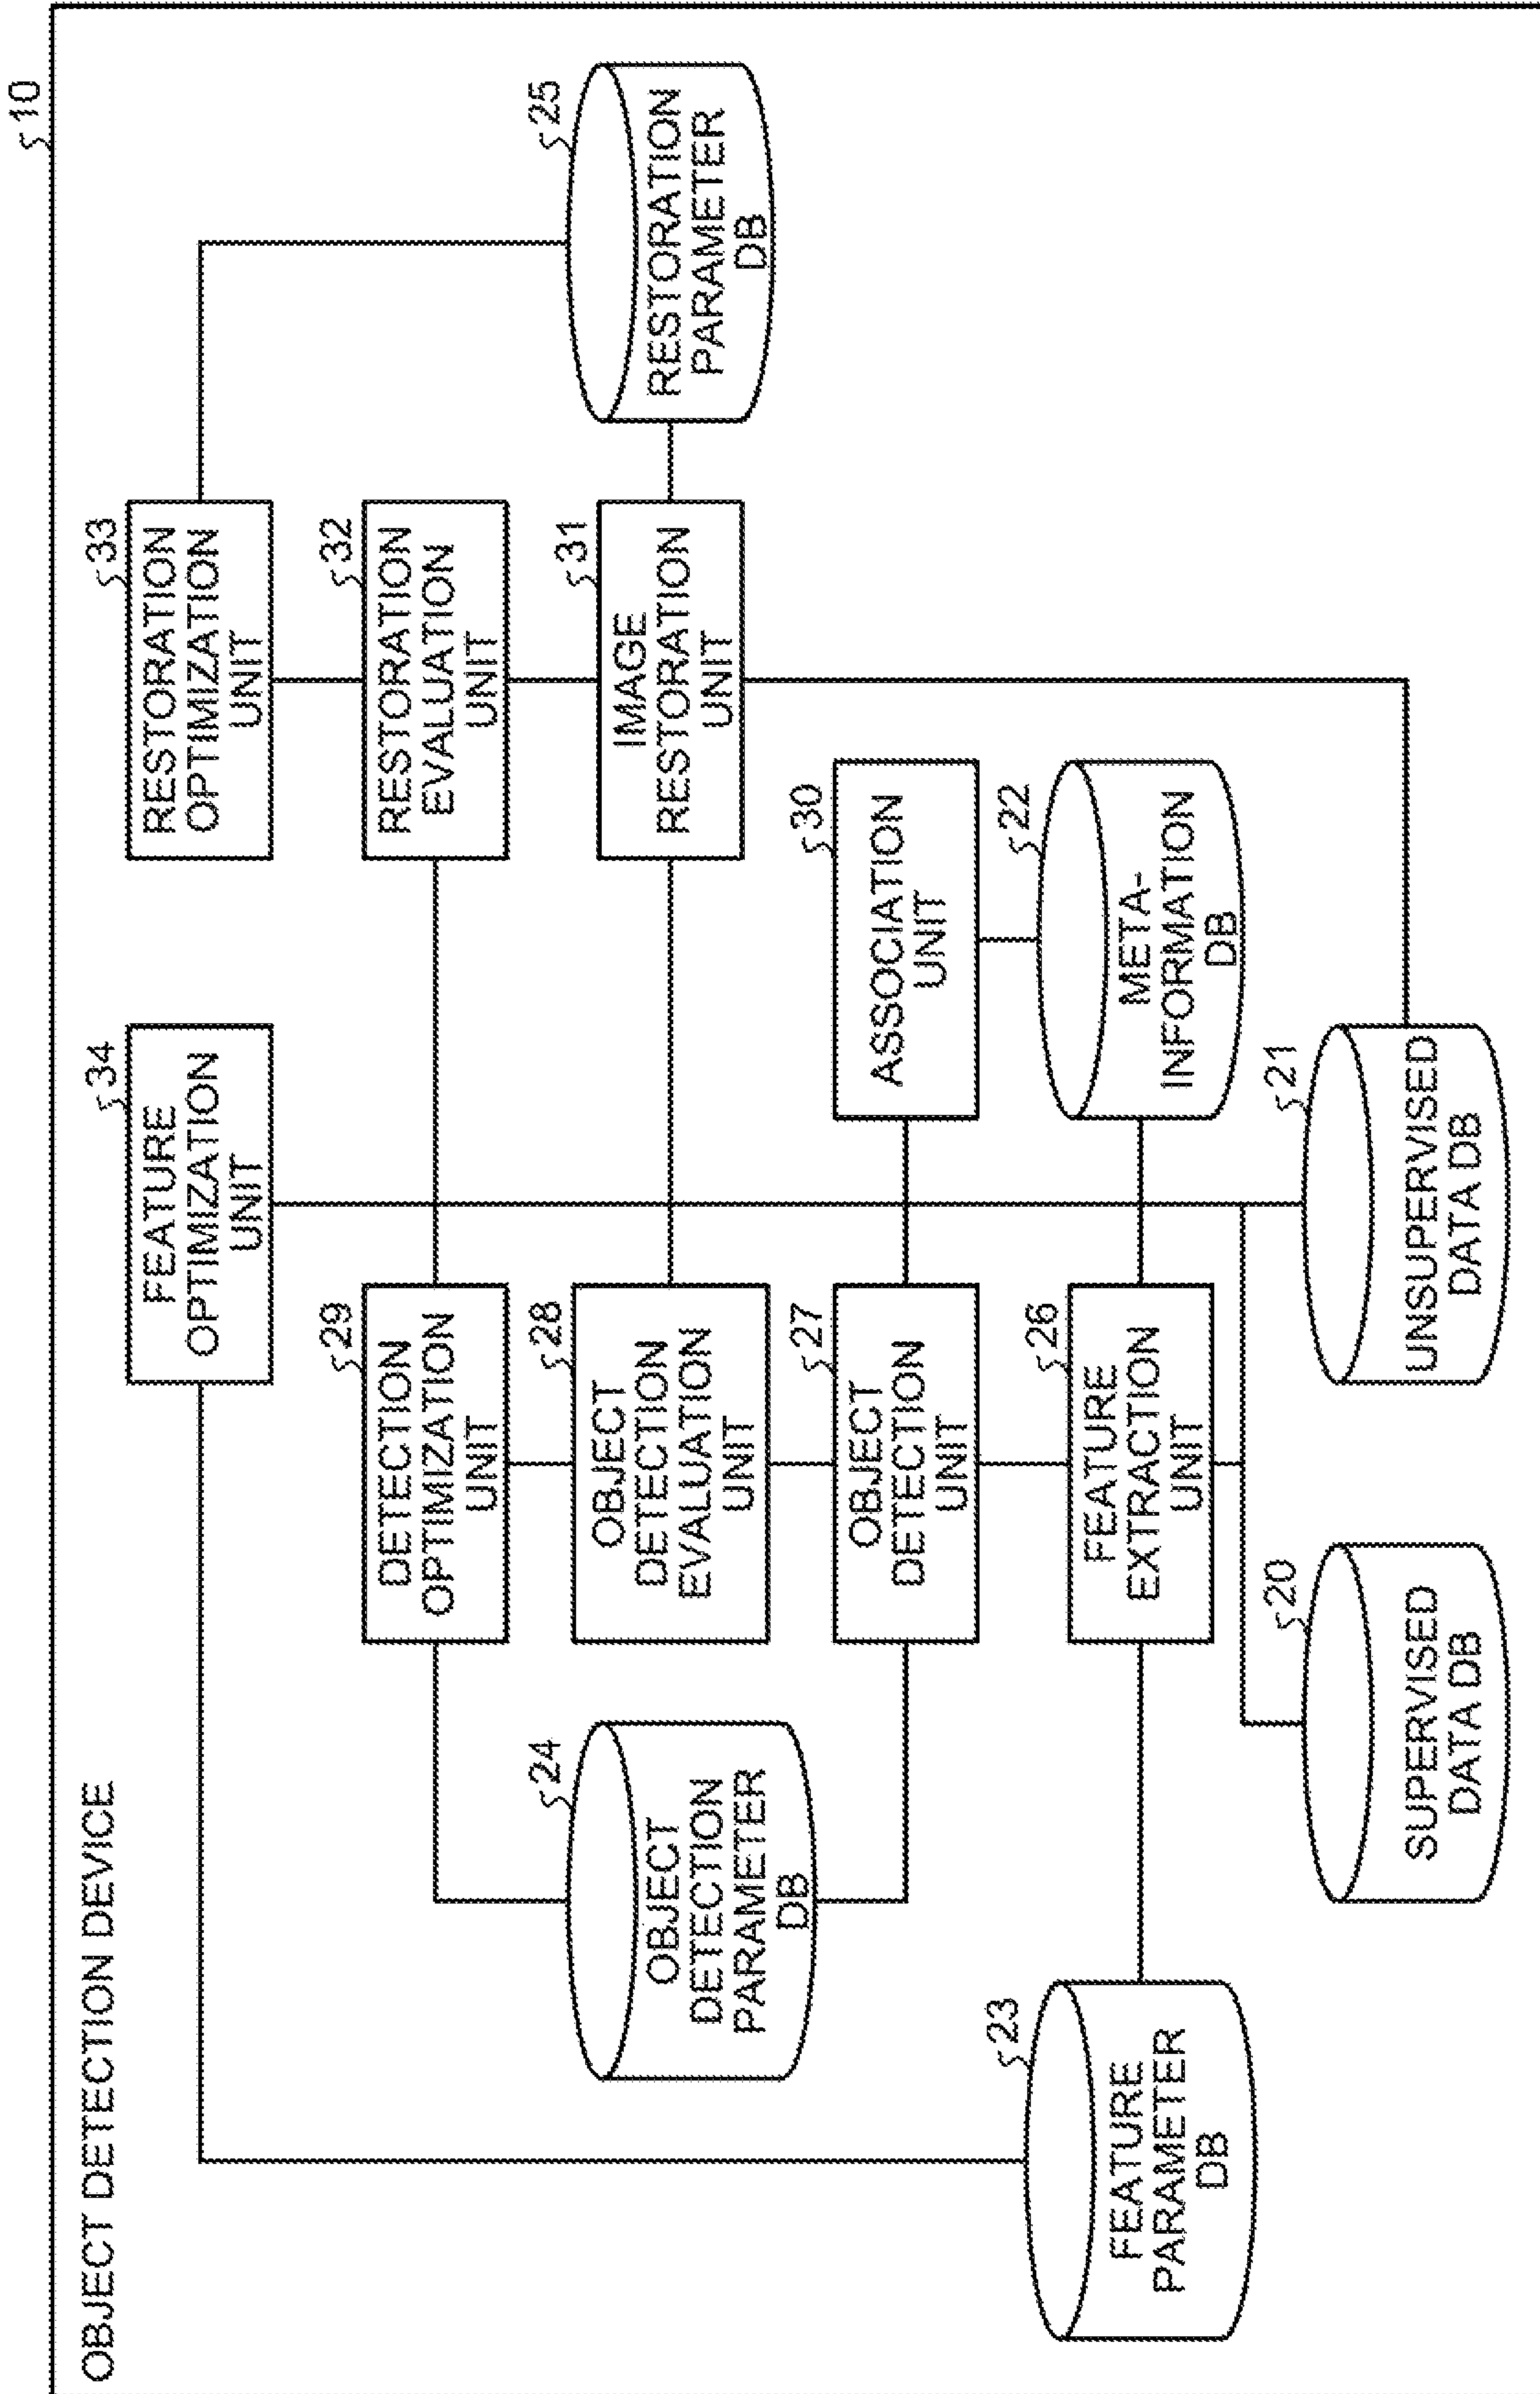 10
OBJECT DETECTION DEVICE
34
FEATURE
OPTIMIZATION
UNIT
33
RESTORATION
OPTIMIZATION
UNIT
29
DETECTION
OPTIMIZATION
UNIT
32
RESTORATION
EVALUATION
UNIT
24
OBJECT
DETECTION
PARAMETER
DB
28
OBJECT
DETECTION
EVALUATION
UNIT
31
IMAGE
RESTORATION
UNIT
25
RESTORATION
PARAMETER
DB
27
OBJECT
DETECTION
UNIT
30
ASSOCIATION
UNIT
23
FEATURE
PARAMETER
DB
26
FEATURE
EXTRACTION
UNIT
22
META-
INFORMATION
DB
20
SUPERVISED
DATA DB
21
UNSUPERVISED
DATA DB